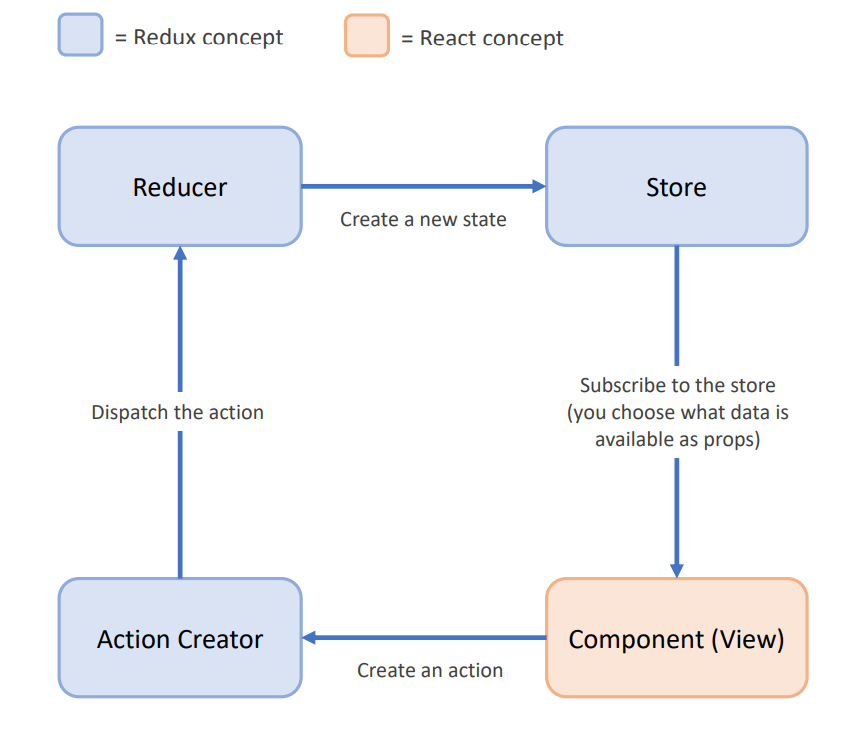 = Redux concept
= React concept
Reducer
Create a new state
Store
Dispatch the action
Subscribe to the store
(you choose what data is
available as props)
Action Creator
Create an action
Component (View)